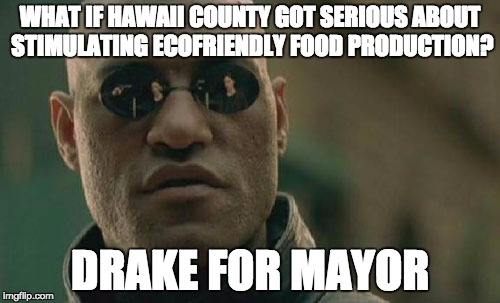 WHAT IF HAWAII COUNTY GOT SERIOUS ABOUT
STIMULATING ECOFRIENDLY FOOD PRODUCTION?
DRAKE FOR MAYOR
imgflip.com